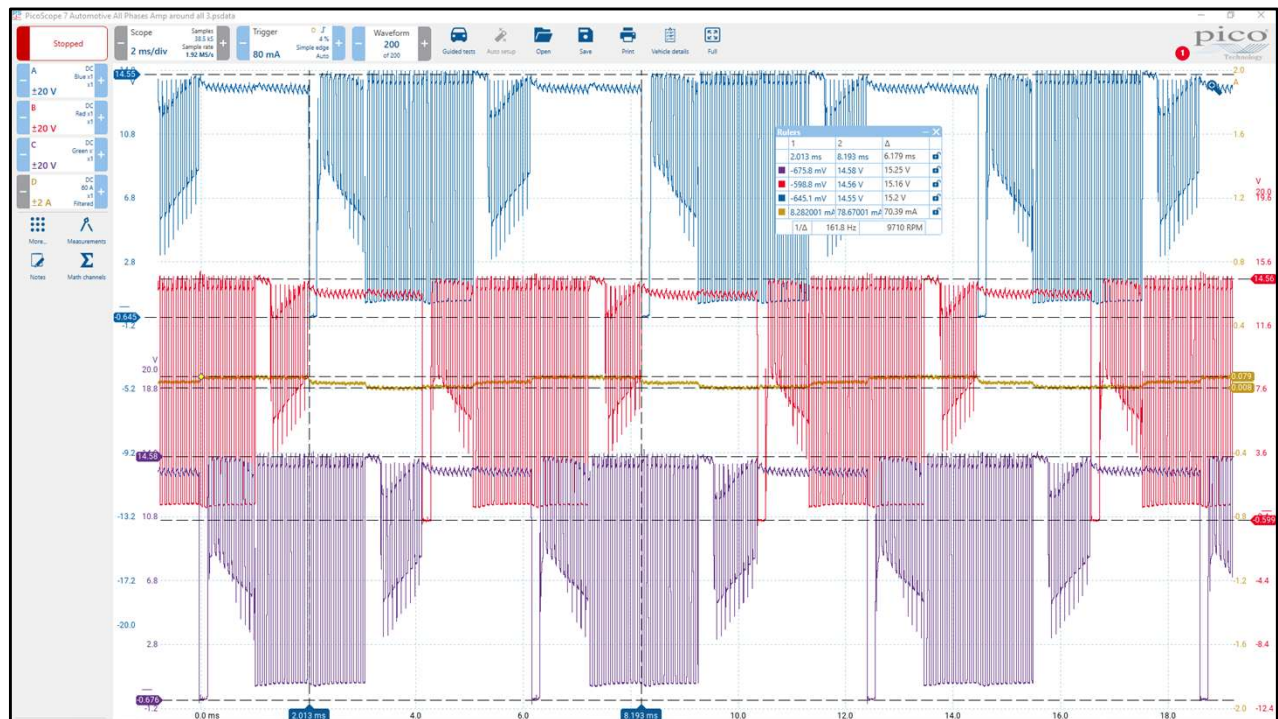 PicoScope 7 Automotive All Phases Amp around all 3.psdata
Stopped
Scope
2 ms/div
Samples
38.5 kS
Sample rate
1.92 MS/s
Trigger
80 mA
4 %
Simple edge
Auto
Waveform
200
of 200
Guided tests
Auto setup
Open
Save
Print
Vehicle details
Full
1
pico
Technology
A
±20 V
DC
Blue x1
x1
B
±20 V
DC
Red x1
x1
C
±20 V
DC
Green x
x1
D
±2 A
DC
60 A
x1
Filtered
More...
Measurements
Notes
Math channels
14.55
10.8
6.8
2.8
-0.645
-1.2
-5.2
-9.2
-13.2
-17.2
-20.0
V
20.0
18.8
14.58
10.8
6.8
2.8
-0.676
-1.2
Rulers
1 2 Δ
2.013 ms 8.193 ms 6.179 ms
-675.8 mV 14.58 V 15.25 V
-598.8 mV 14.56 V 15.16 V
-645.1 mV 14.55 V 15.2 V
8.282001 mA 78.67001 mA 70.39 mA
1/Δ 161.8 Hz 9710 RPM
2.0
A
1.6
1.2
0.8
0.4
0.079
0.008
-0.4
-0.8
-1.2
-1.6
-2.0
V
20.0
19.6
15.6
14.56
11.6
7.6
3.6
-0.599
-4.4
-8.4
-12.4
0.0 ms 2.013 ms 4.0 6.0 8.193 ms 10.0 12.0 14.0 16.0 18.0